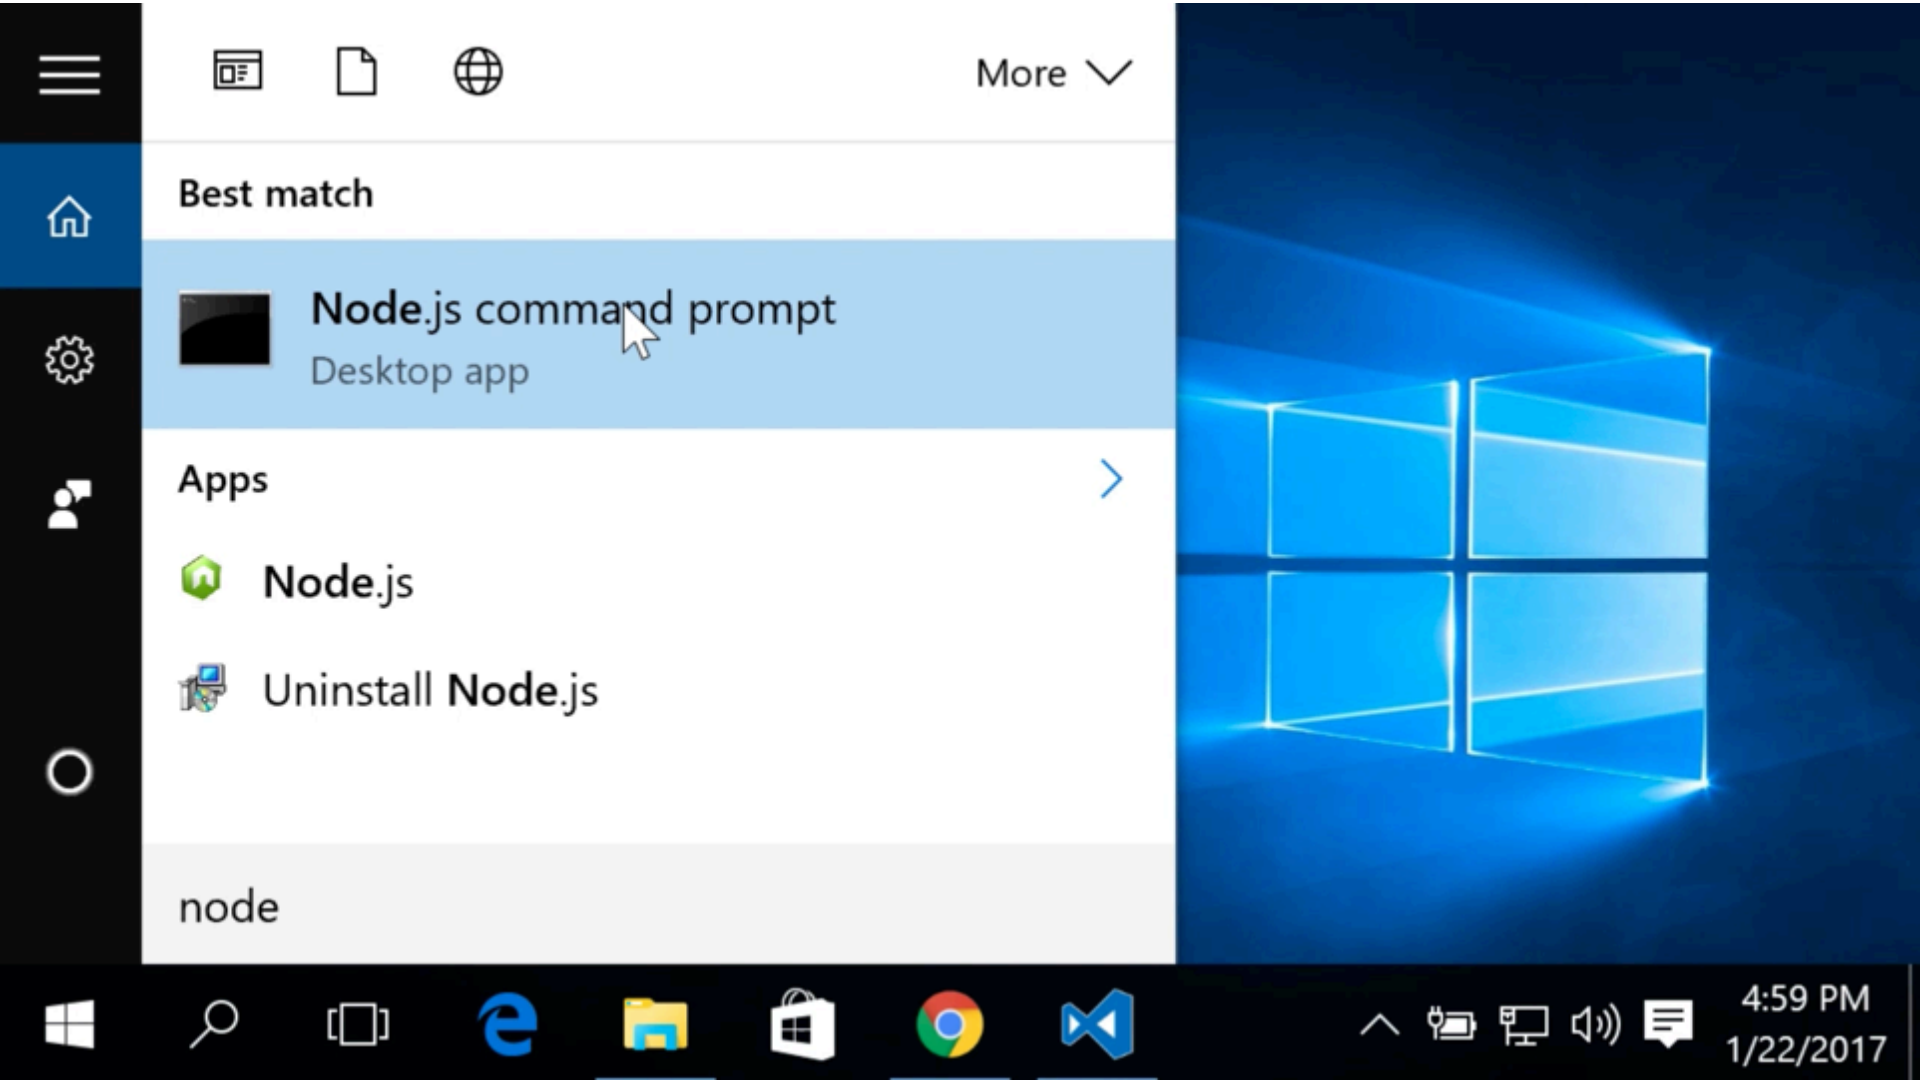 More
Best match
Node.js command prompt
Desktop app
Apps
Node.js
Uninstall Node.js
node
4:59 PM
1/22/2017